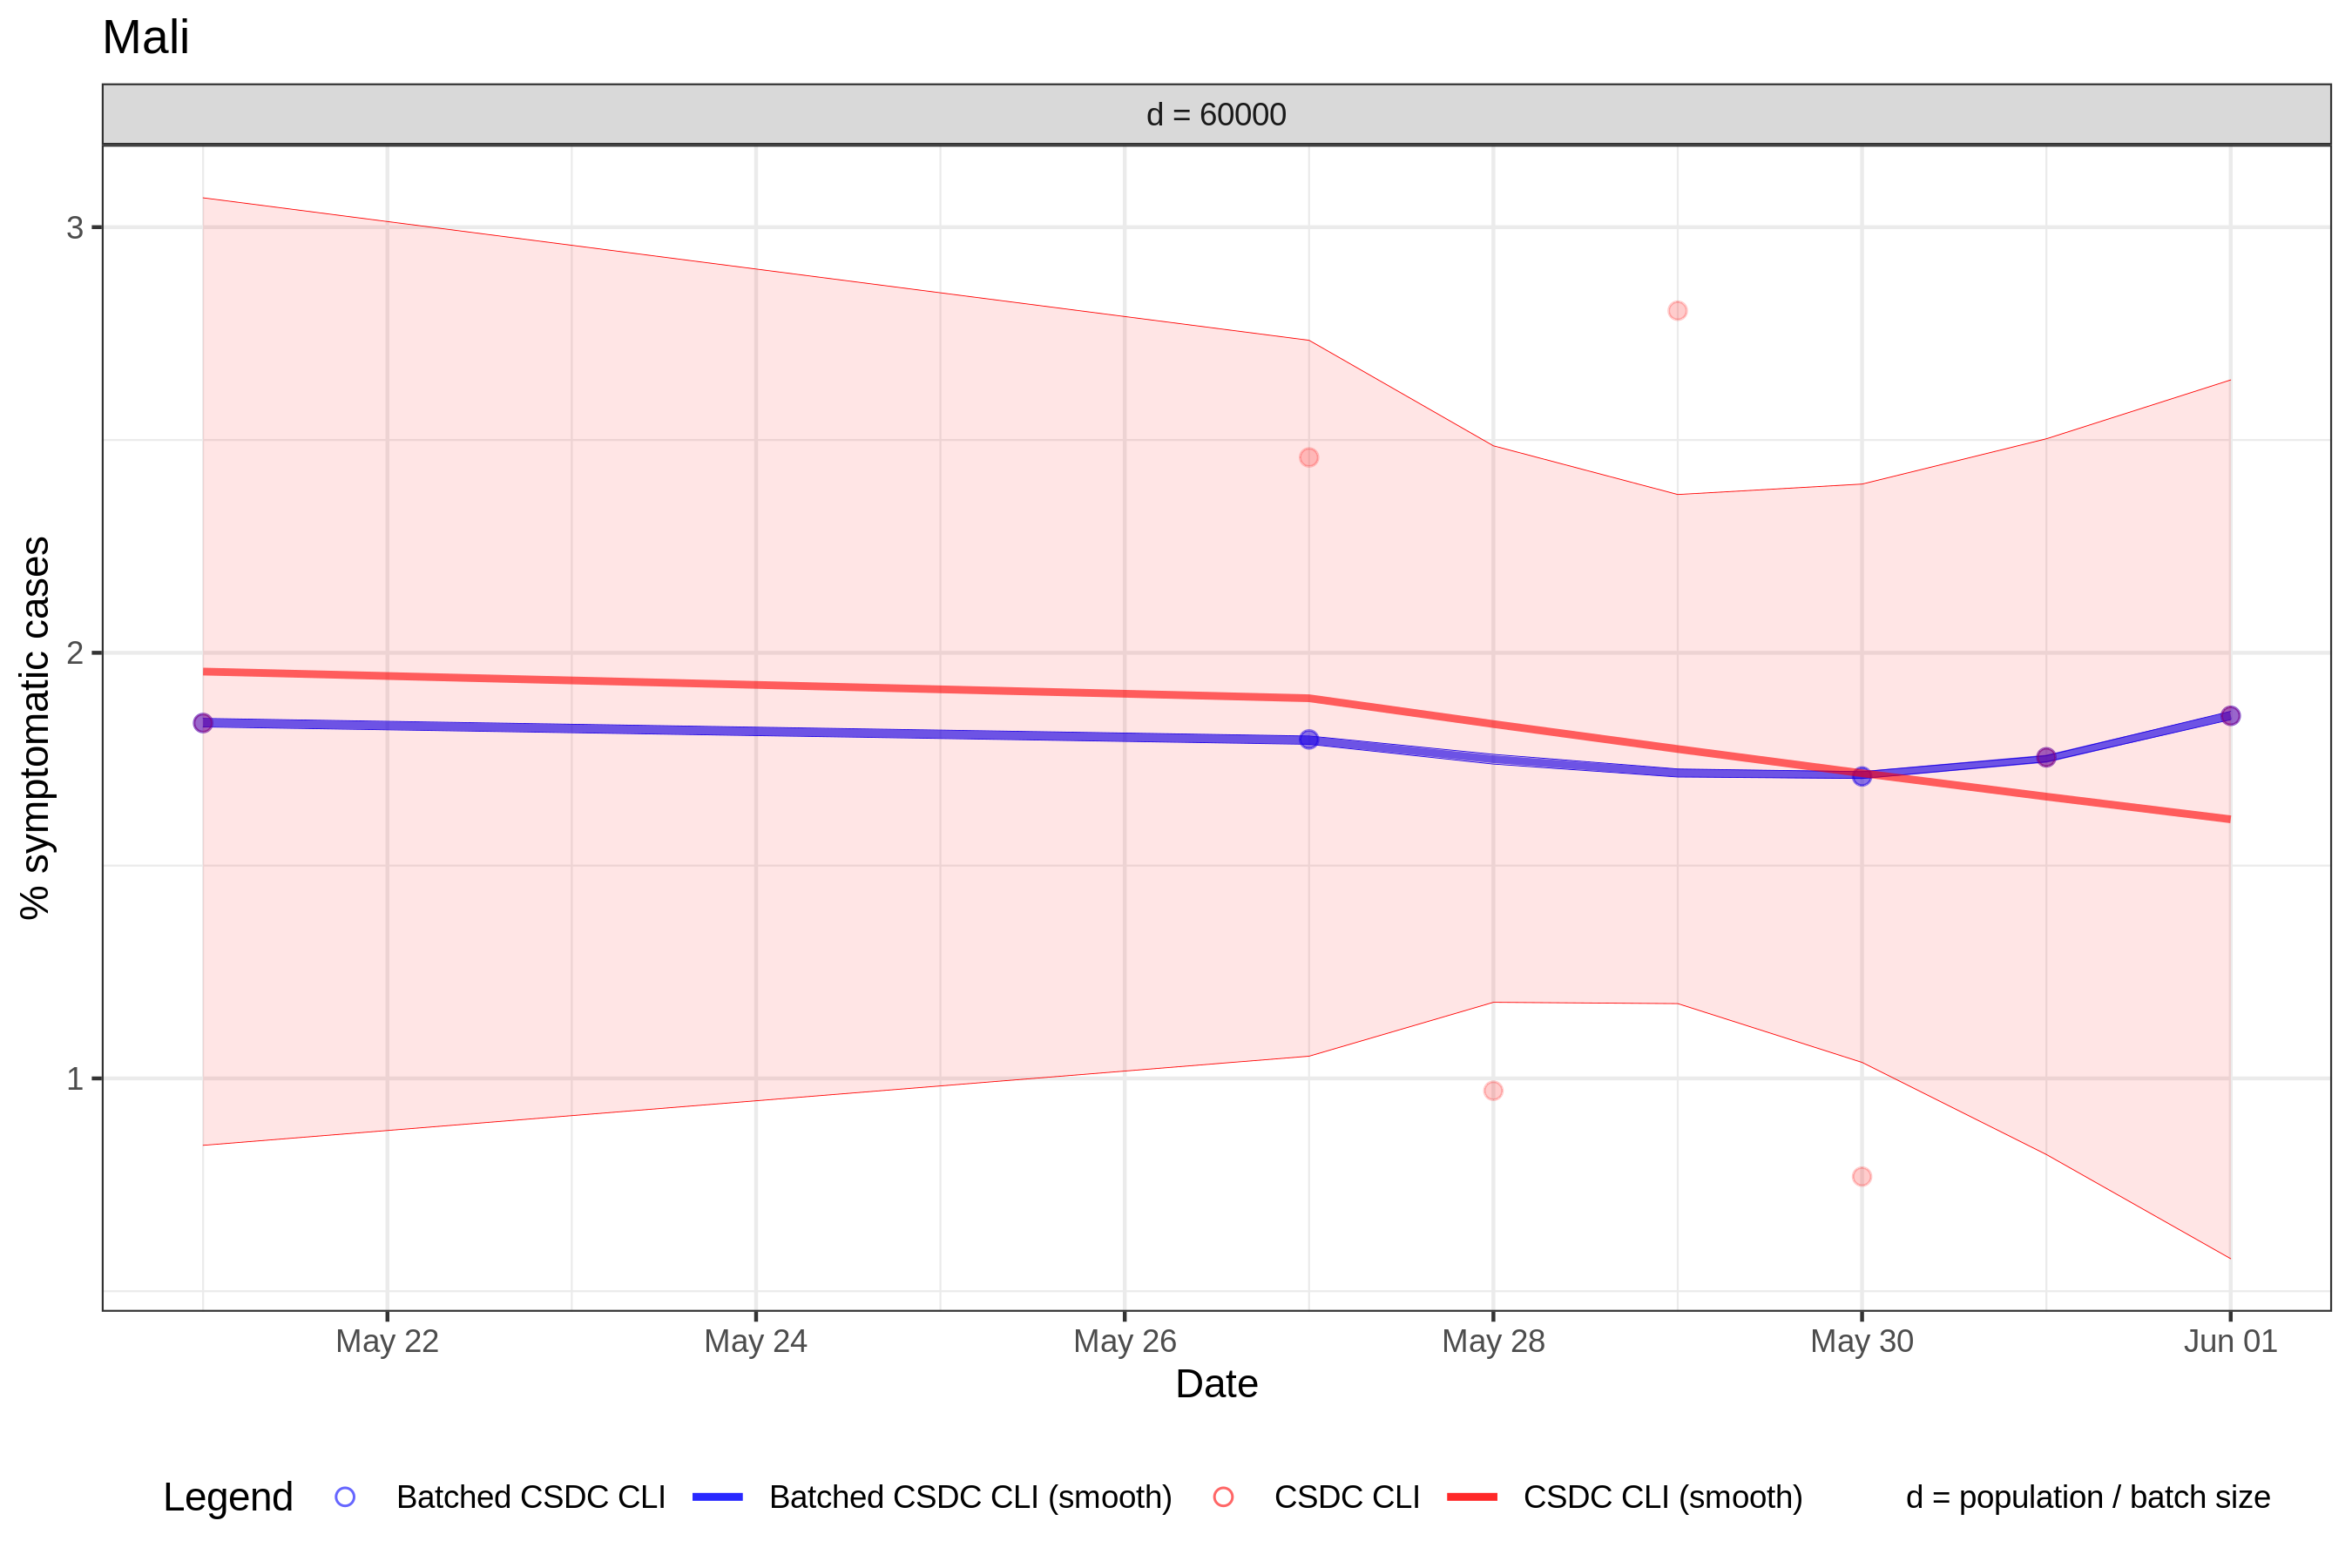 Mali
d = 60000
% symptomatic cases
3
2
1
May 22 May 24 May 26 May 28 May 30 Jun 01
Date
Legend Batched CSDC CLI Batched CSDC CLI (smooth) CSDC CLI CSDC CLI (smooth) d = population / batch size